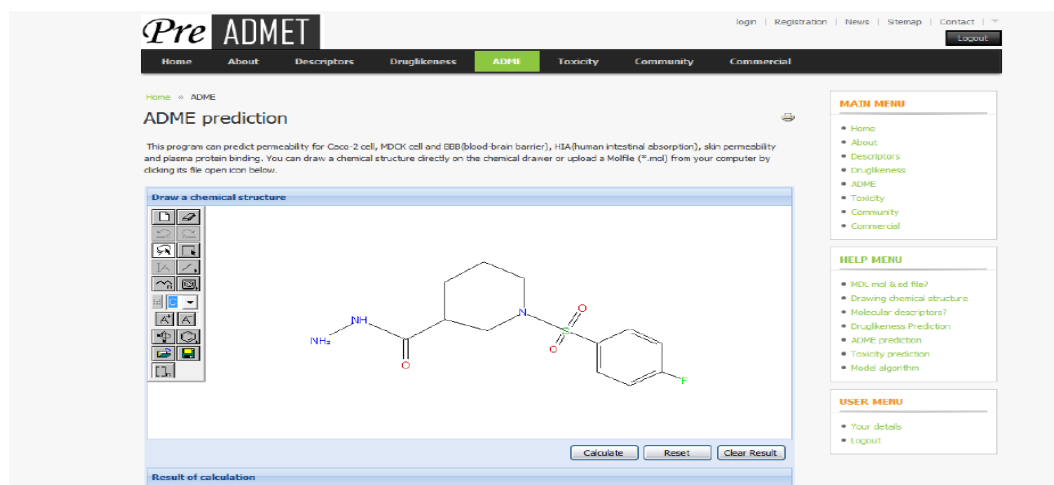 Pre ADMET
login | Registration | News | Sitemap | Contact |
Logout
Home About Descriptors Druglikeness ADME Toxicity Community Commercial
Home » ADME
ADME prediction
This program can predict permeability for Caco-2 cell, MDCK cell and BBB(blood-brain barrier), HIA(human intestinal absorption), skin permeability
and plasma protein binding. You can draw a chemical structure directly on the chemical drawer or upload a Molfile (*.mol) from your computer by
clicking its file open icon below.
Draw a chemical structure
C
NH₂
NH
O
N
O
S
O
F
Calculate
Reset
Clear Result
Result of calculation
MAIN MENU
Home
About
Descriptors
Druglikeness
ADME
Toxicity
Community
Commercial
HELP MENU
MDL mol & sd file?
Drawing chemical structure
Molecular descriptors?
Druglikeness Prediction
ADME prediction
Toxicity prediction
Model algorithm
USER MENU
Your details
Logout